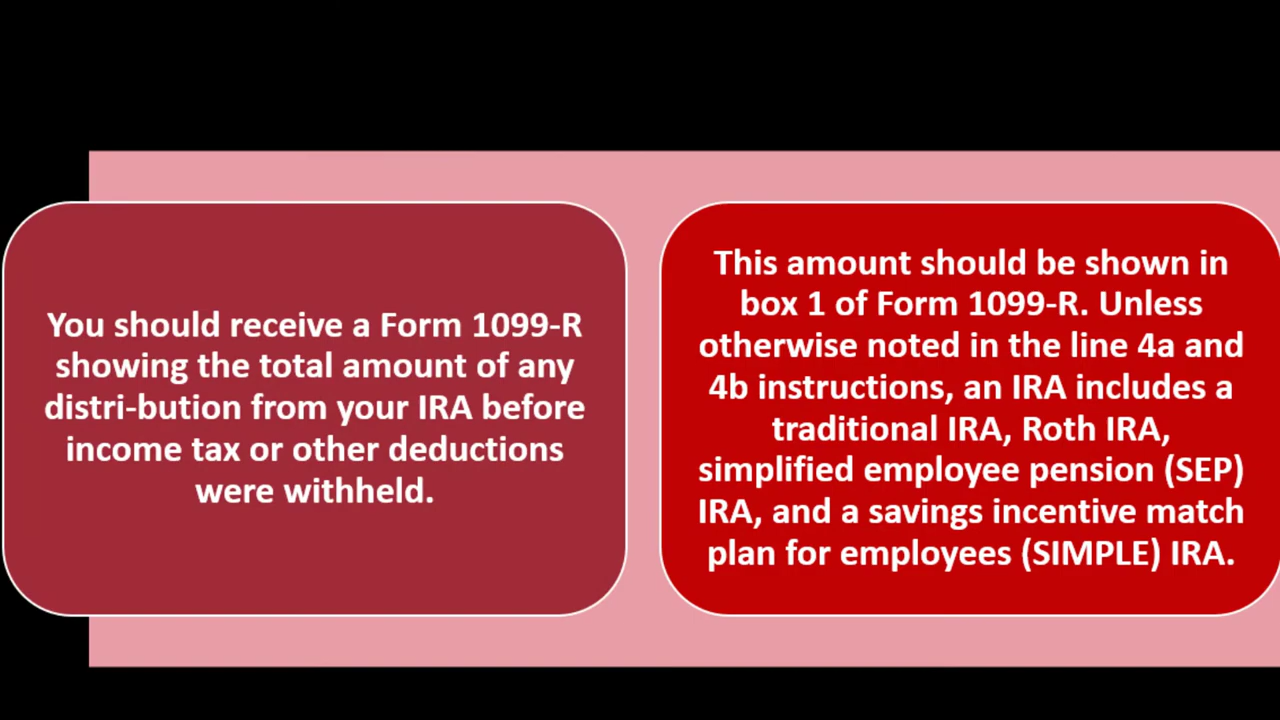 You should receive a Form 1099-R
showing the total amount of any
distri-bution from your IRA before
income tax or other deductions
were withheld.
This amount should be shown in
box 1 of Form 1099-R. Unless
otherwise noted in the line 4a and
4b instructions, an IRA includes a
traditional IRA, Roth IRA,
simplified employee pension (SEP)
IRA, and a savings incentive match
plan for employees (SIMPLE) IRA.